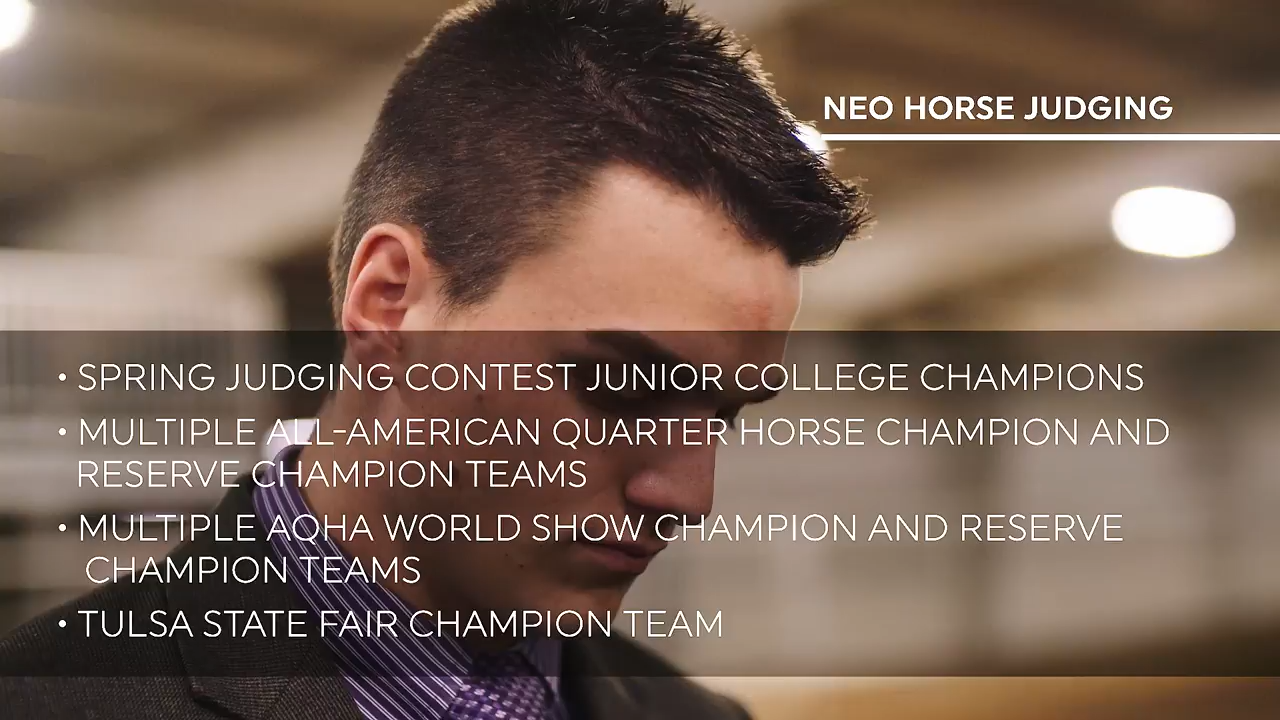 NEO HORSE JUDGING
• SPRING JUDGING CONTEST JUNIOR COLLEGE CHAMPIONS
• MULTIPLE ALL-AMERICAN QUARTER HORSE CHAMPION AND
RESERVE CHAMPION TEAMS
• MULTIPLE AQHA WORLD SHOW CHAMPION AND RESERVE
CHAMPION TEAMS
• TULSA STATE FAIR CHAMPION TEAM